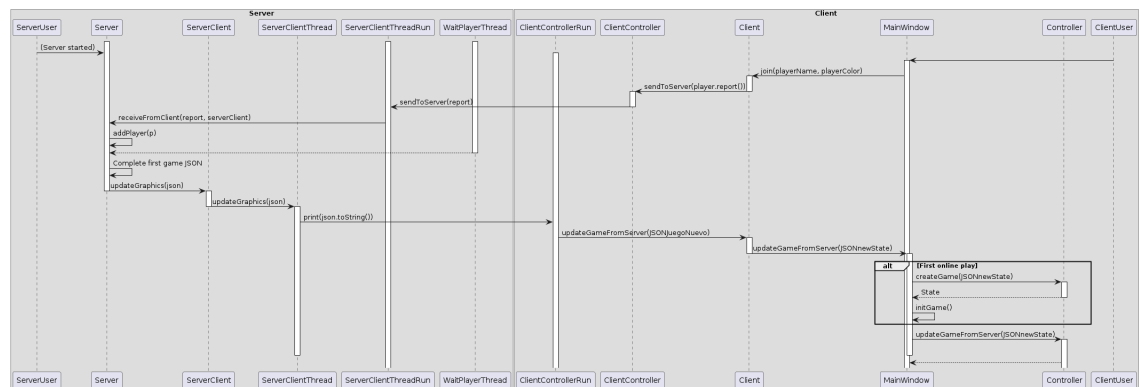 Server
Client
ServerUser
Server
ServerClient
ServerClientThread
ServerClientThreadRun
WaitPlayerThread
ClientControllerRun
ClientController
Client
MainWindow
Controller
ClientUser
(Server started)
join(playerName, playerColor)
sendToServer(player.report())
sendToServer(report)
receiveFromClient(report, serverClient)
addPlayer(p)
Complete first game JSON
updateGraphics(json)
updateGraphics(json)
print(json.toString())
updateGameFromServer(JSONJuegoNuevo)
updateGameFromServer(JSONnewState)
alt
[First online play]
createGame(JSONnewState)
State
initGame()
updateGameFromServer(JSONnewState)
ServerUser
Server
ServerClient
ServerClientThread
ServerClientThreadRun
WaitPlayerThread
ClientControllerRun
ClientController
Client
MainWindow
Controller
ClientUser